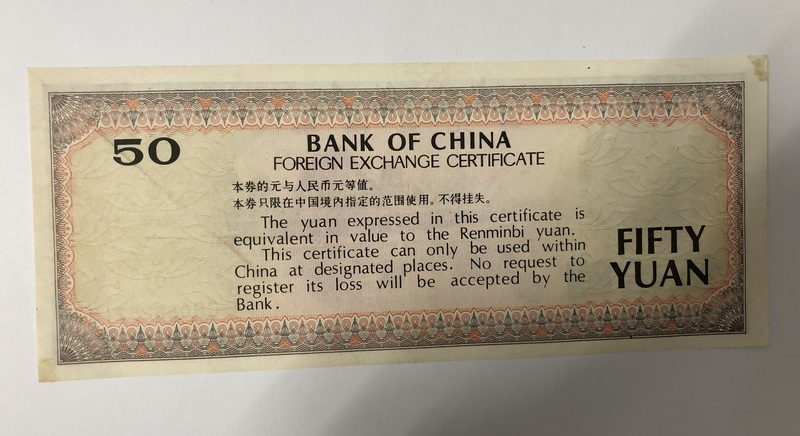 50
BANK OF CHINA
FOREIGN EXCHANGE CERTIFICATE
本券的元与人民币元等值。
本券只限在中国境内指定的范围使用。不得挂失。
The yuan expressed in this certificate is
equivalent in value to the Renminbi yuan.
This certificate can only be used within
China at designated places. No request to
register its loss will be accepted by the
Bank.
FIFTY
YUAN